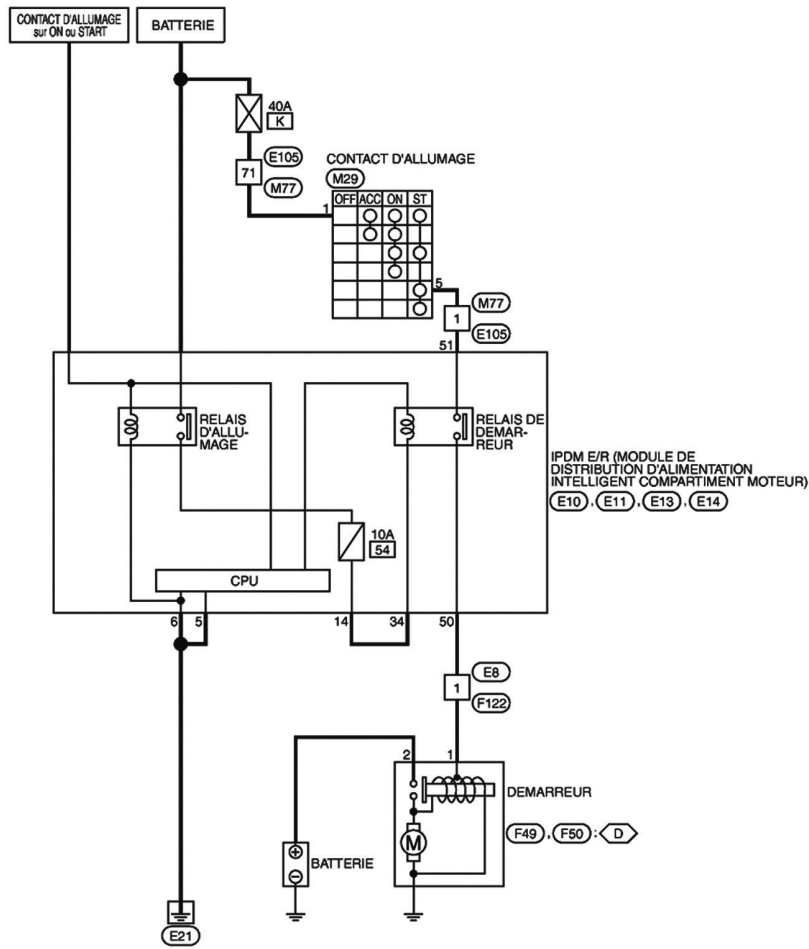 CONTACT D'ALLUMAGE
sur ON ou START
BATTERIE
40A
K
71
E105
M77
CONTACT D'ALLUMAGE
M29
OFF ACC ON ST
1
5
M77
1
E105
51
RELAIS
D'ALLU-
MAGE
RELAIS DE
DEMAR-
REUR
IPDM E/R (MODULE DE
DISTRIBUTION D'ALIMENTATION
INTELLIGENT COMPARTIMENT MOTEUR)
E10 , E11 , E13 , E14
10A
54
CPU
6 5 14 34 50
E8
1
F122
2 1
DEMARREUR
M
F49 , F50 : D
BATTERIE
E21